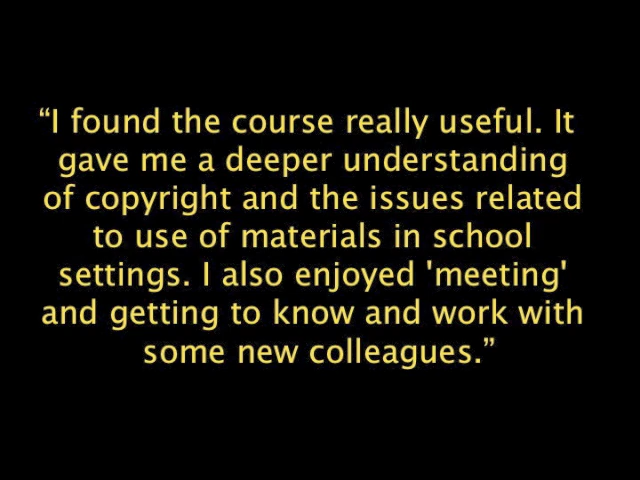 “I found the course really useful. It
gave me a deeper understanding
of copyright and the issues related
to use of materials in school
settings. I also enjoyed 'meeting'
and getting to know and work with
some new colleagues.”